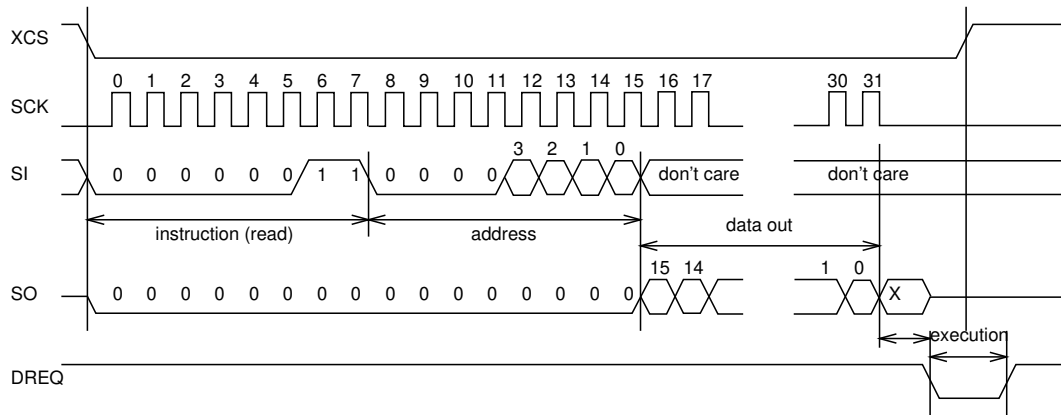 XCS
0 1 2 3 4 5 6 7 8 9 10 11 12 13 14 15 16 17 30 31
SCK
3 2 1 0
SI 0 0 0 0 0 0 1 1 0 0 0 0 don't care don't care
instruction (read) address data out
15 14 1 0
SO 0 0 0 0 0 0 0 0 0 0 0 0 0 0 0 0 X
execution
DREQ